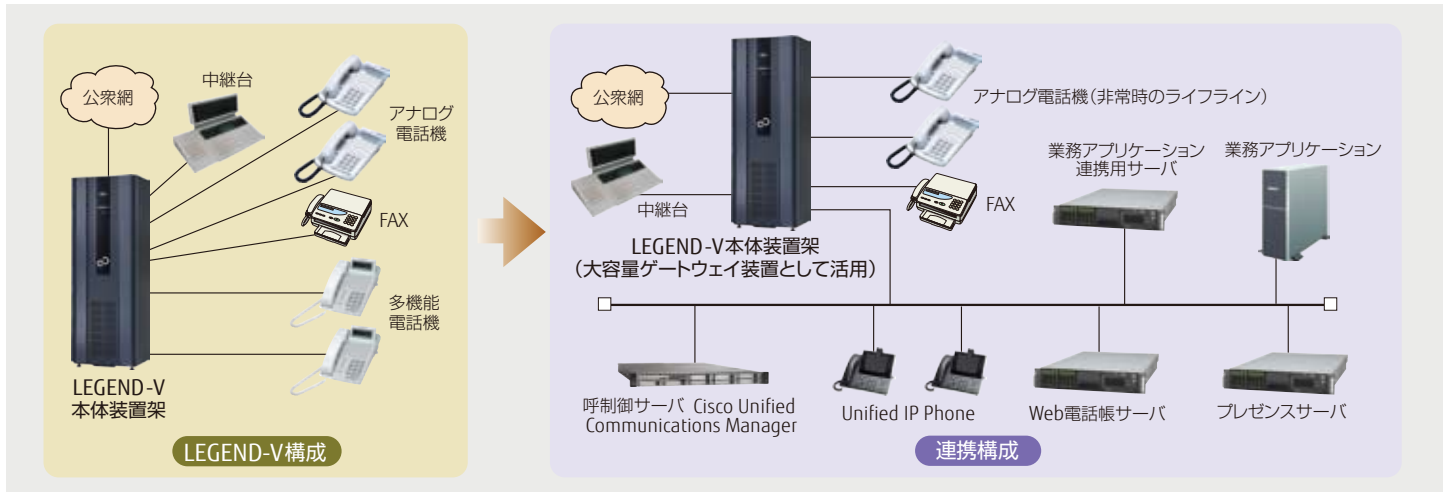 公衆網
中継台
アナログ
電話機
FAX
多機能
電話機
LEGEND-V
本体装置架
LEGEND-V構成
公衆網
中継台
アナログ電話機(非常時のライフライン)
FAX
LEGEND-V本体装置架
(大容量ゲートウェイ装置として活用)
業務アプリケーション
連携用サーバ
業務アプリケーション
呼制御サーバ Cisco Unified
Communications Manager
Unified IP Phone
Web電話帳サーバ
プレゼンスサーバ
連携構成